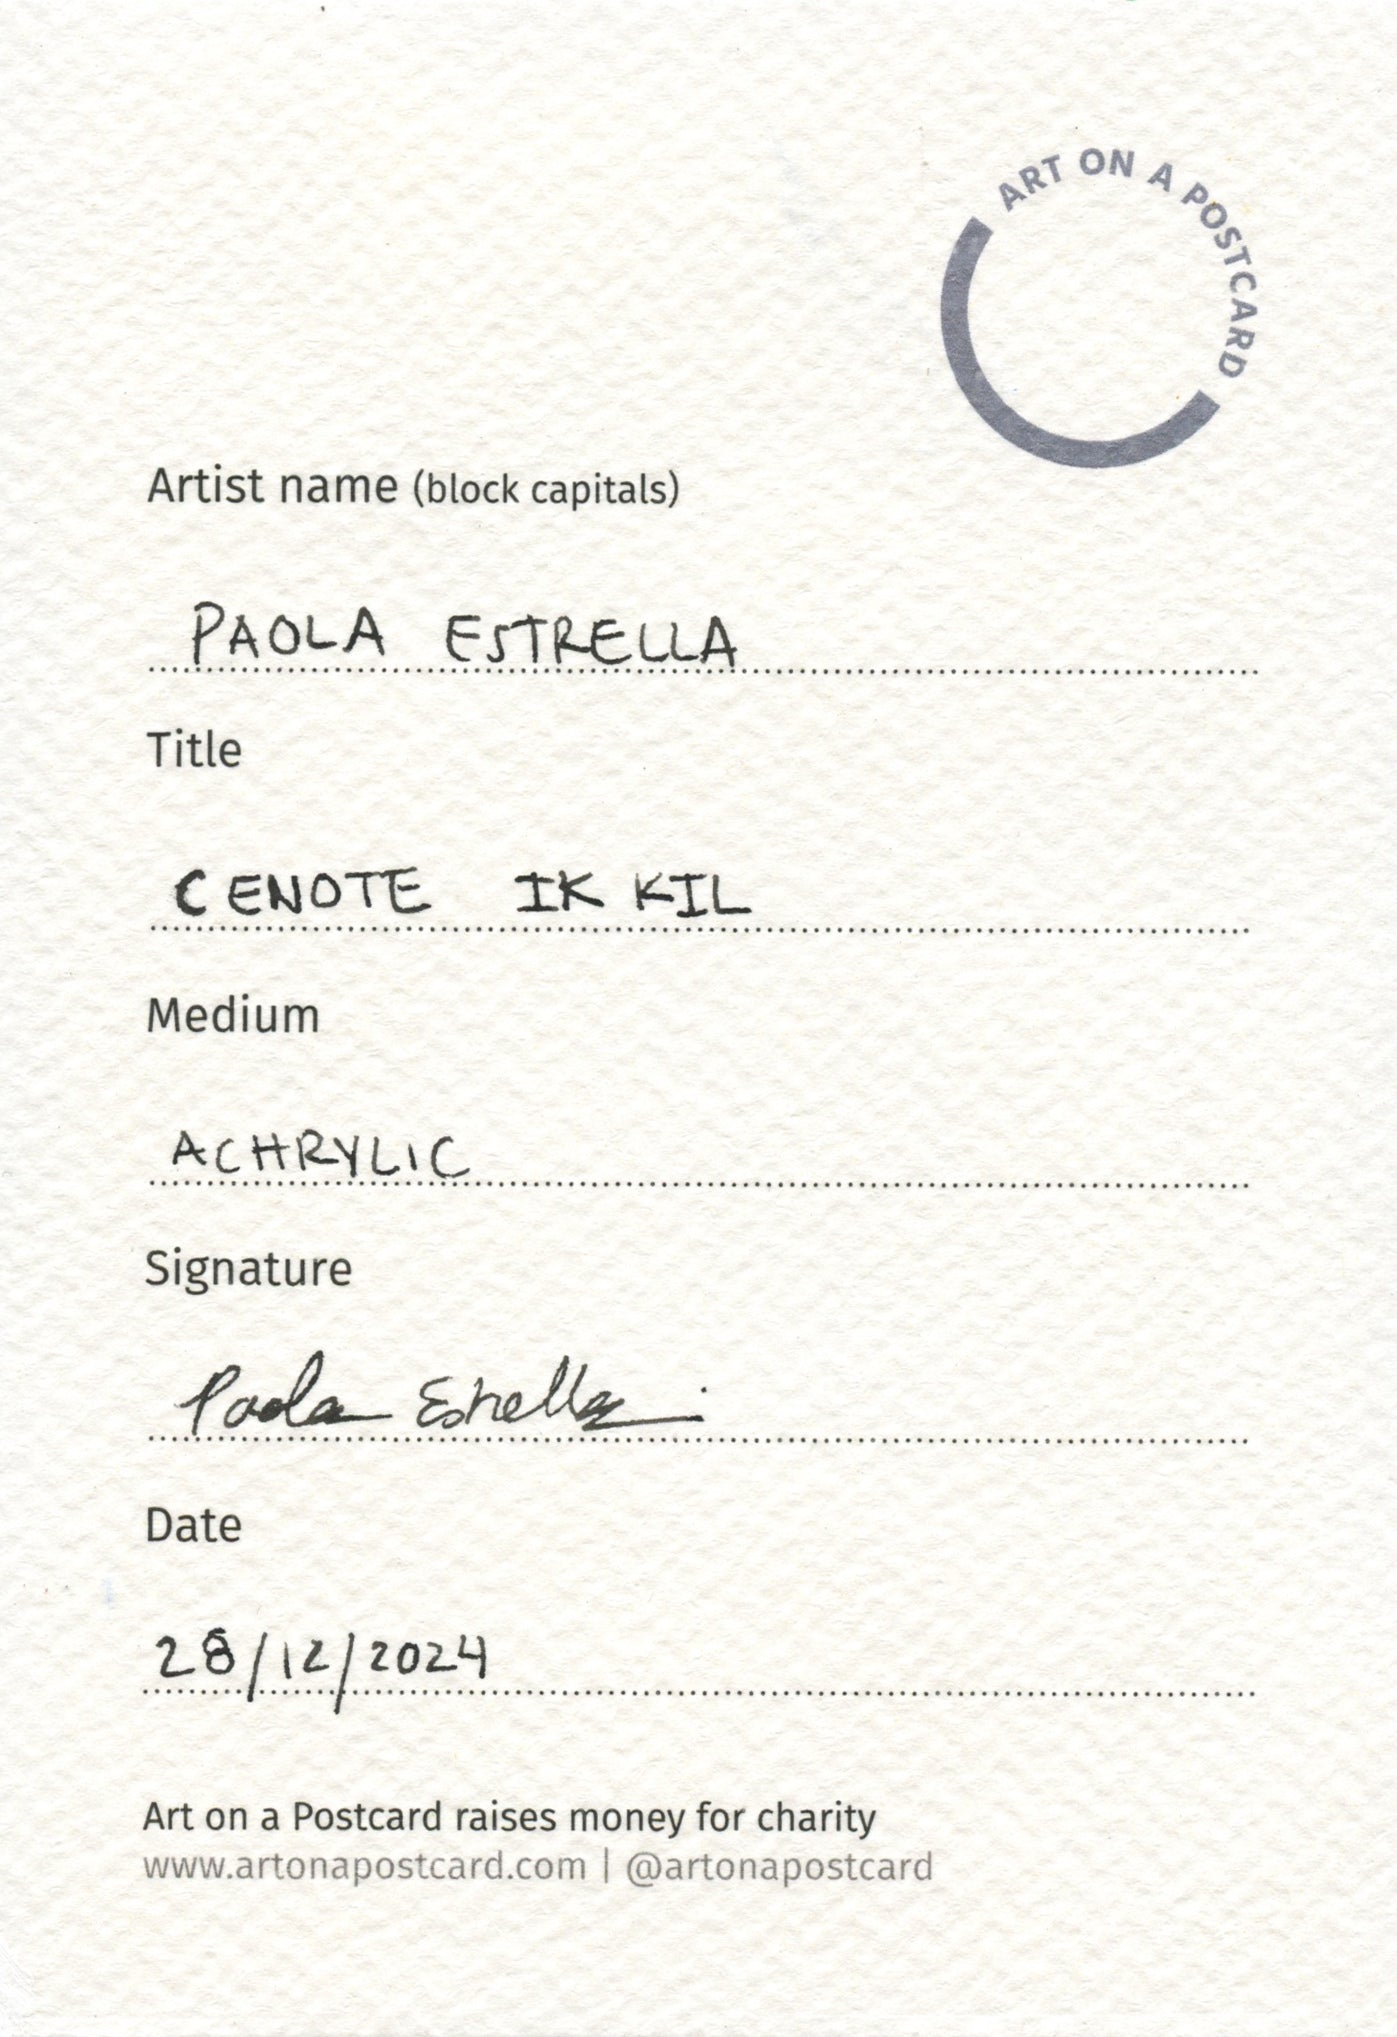 ART ON A POSTCARD
Artist name (block capitals)
PAOLA ESTRELLA
Title
CENOTE IK KIL
Medium
ACHRYLIC
Signature
Paola Estrella
Date
28/12/2024
Art on a Postcard raises money for charity
www.artonapostcard.com | @artonapostcard